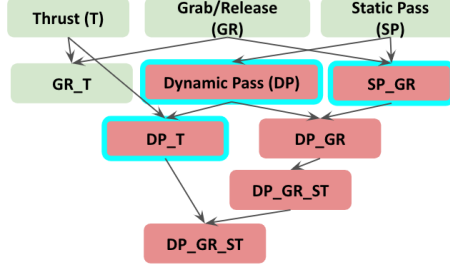 Thrust (T)
Grab/Release
(GR)
Static Pass
(SP)
GR_T
Dynamic Pass (DP)
SP_GR
DP_T
DP_GR
DP_GR_ST
DP_GR_ST